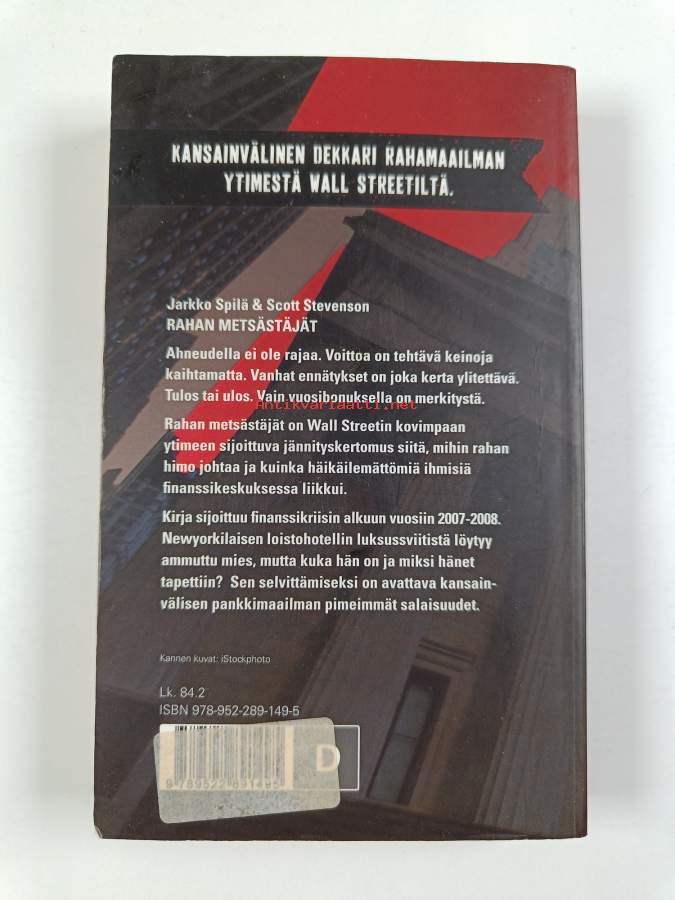 KANSAINVÄLINEN DEKKARI RAHAMAAILMAN
YTIMESTÄ WALL STREETILTÄ.
Jarkko Spilä & Scott Stevenson
RAHAN METSÄSTÄJÄT
Ahneudella ei ole rajaa. Voittoa on tehtävä keinoja
kaihtamatta. Vanhat ennätykset on joka kerta ylitettävä.
Tulos tai ulos. Vain vuosibonuksella on merkitystä.
Antikvariaatti.net
Rahan metsästäjät on Wall Streetin kovimpaan
ytimeen sijoittuva jännityskertomus siitä, mihin rahan
himo johtaa ja kuinka häikäilemättömiä ihmisiä
finanssikeskuksessa liikkui.
Kirja sijoittuu finanssikriisin alkuun vuosiin 2007-2008.
Newyorkilaisen loistohotellin luksussviitistä löytyy
ammuttu mies, mutta kuka hän on ja miksi hänet
tapettiin? Sen selvittämiseksi on avattava kansain-
välisen pankkimaailman pimeimmät salaisuudet.
Kannen kuvat: iStockphoto
Lk. 84.2
ISBN 978-952-289-149-5
D
9 789522 891495